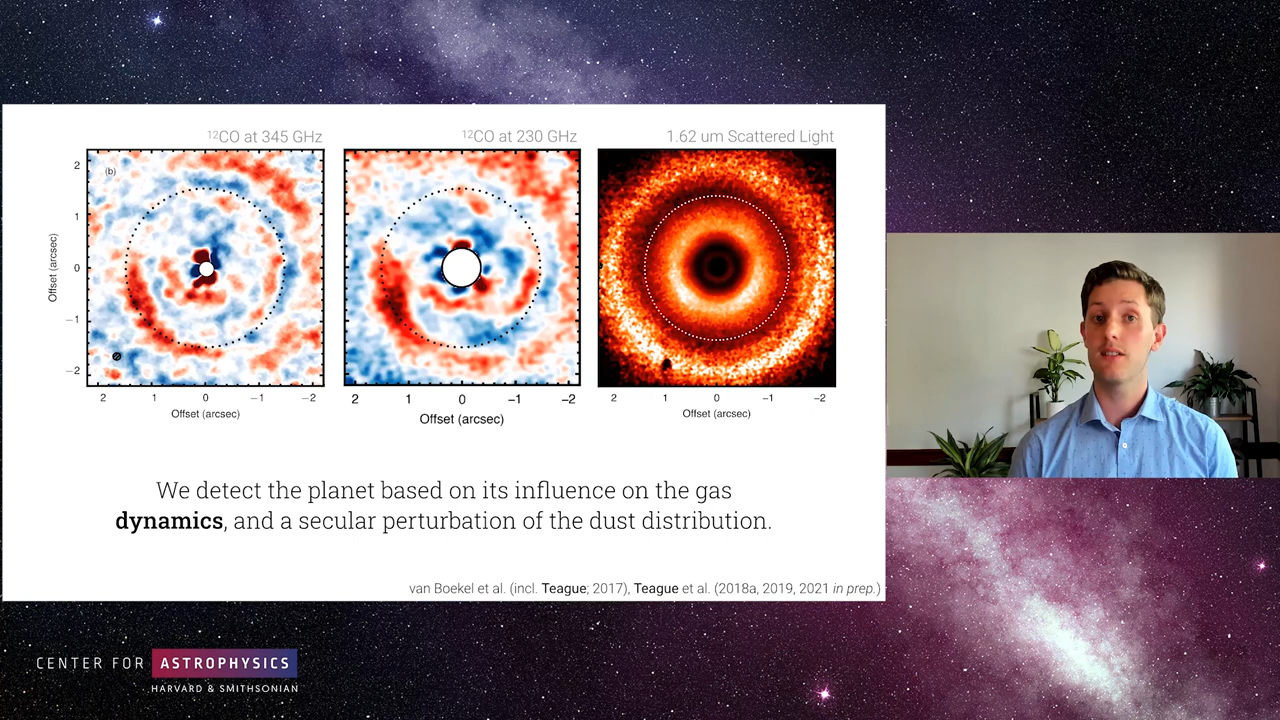 ¹²CO at 345 GHz
¹²CO at 230 GHz
1.62 um Scattered Light
(b)
Offset (arcsec)
2
1
0
−1
−2
2 1 0 −1 −2
Offset (arcsec)
2 1 0 −1 −2
Offset (arcsec)
2 1 0 −1 −2
Offset (arcsec)
We detect the planet based on its influence on the gas
dynamics, and a secular perturbation of the dust distribution.
van Boekel et al. (incl. Teague; 2017), Teague et al. (2018a, 2019, 2021 in prep.)
CENTER FOR ASTROPHYSICS
HARVARD & SMITHSONIAN